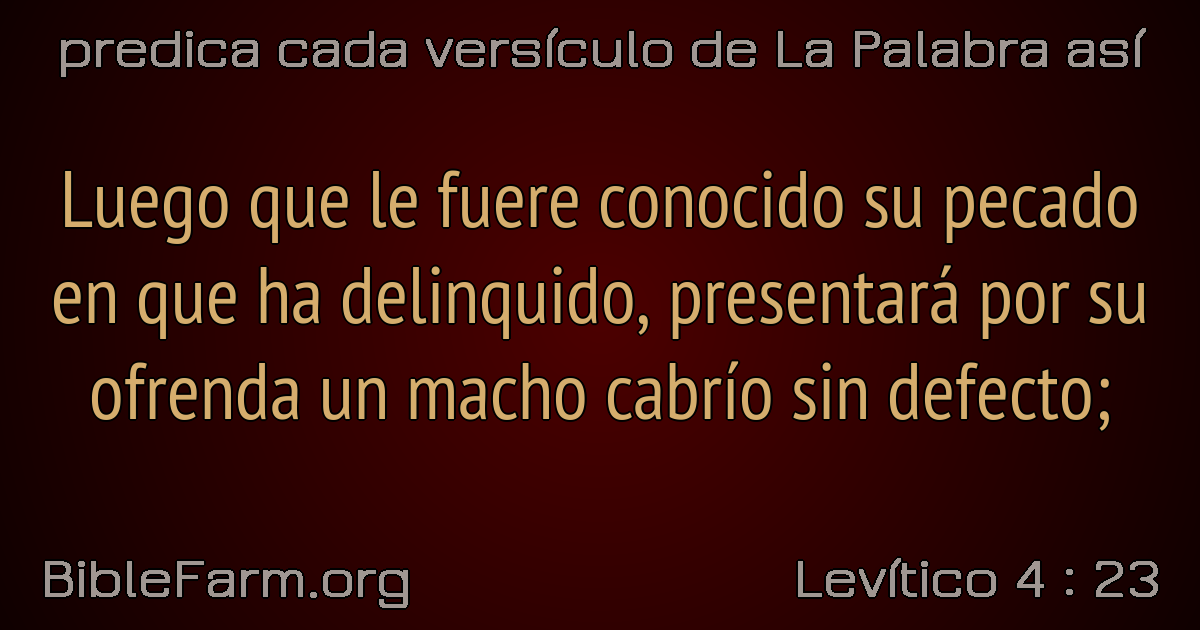 predica cada versículo de La Palabra así
Luego que le fuere conocido su pecado
en que ha delinquido, presentará por su
ofrenda un macho cabrío sin defecto;
BibleFarm.org
Levítico 4 : 23